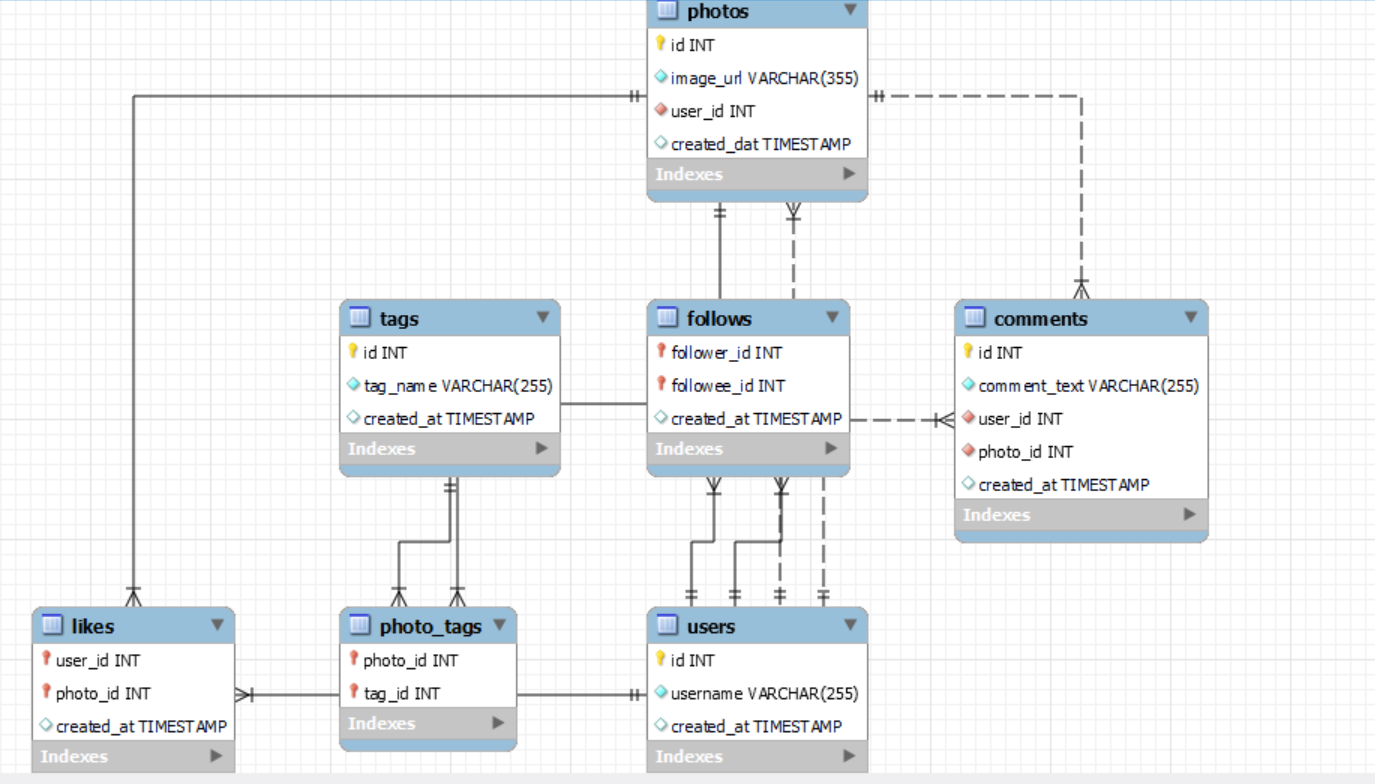 photos
id INT
image_url VARCHAR(355)
user_id INT
created_dat TIMESTAMP
Indexes
tags
id INT
tag_name VARCHAR(255)
created_at TIMESTAMP
Indexes
follows
follower_id INT
followee_id INT
created_at TIMESTAMP
Indexes
comments
id INT
comment_text VARCHAR(255)
user_id INT
photo_id INT
created_at TIMESTAMP
Indexes
likes
user_id INT
photo_id INT
created_at TIMESTAMP
Indexes
photo_tags
photo_id INT
tag_id INT
Indexes
users
id INT
username VARCHAR(255)
created_at TIMESTAMP
Indexes